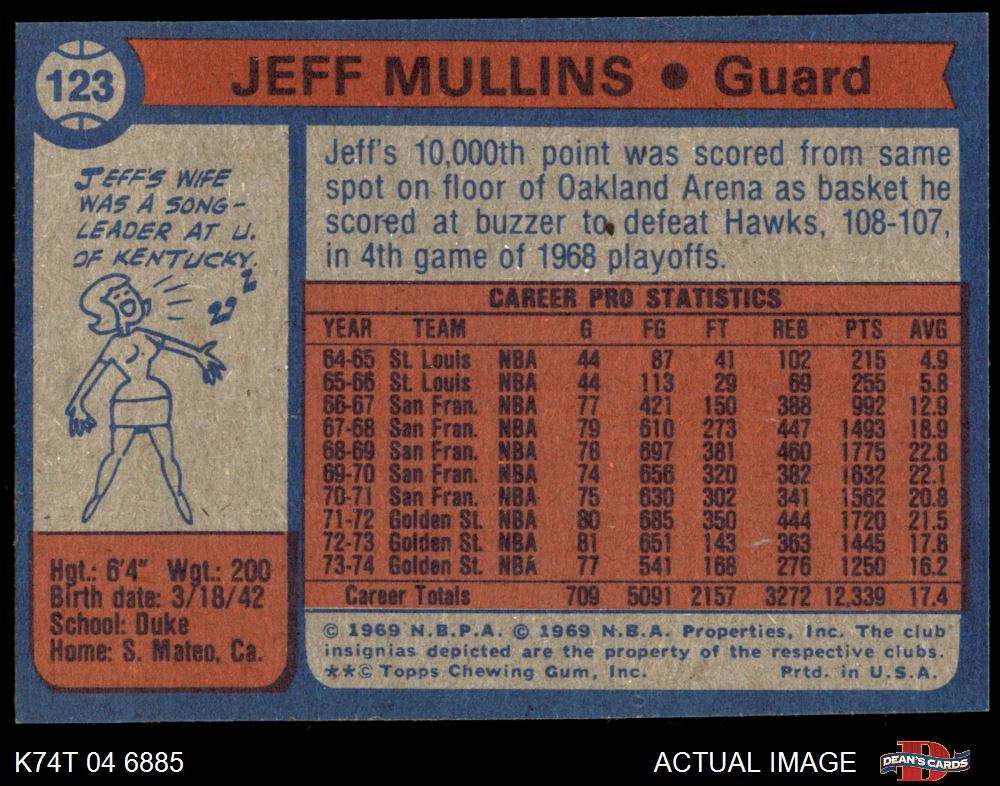 123
JEFF MULLINS • Guard
JEFF'S WIFE
WAS A SONG-
LEADER AT U.
OF KENTUCKY.
Jeff's 10,000th point was scored from same
spot on floor of Oakland Arena as basket he
scored at buzzer to defeat Hawks, 108-107,
in 4th game of 1968 playoffs.
CAREER PRO STATISTICS
YEAR TEAM G FG FT REB PTS AVG
64-65 St. Louis NBA 44 87 41 102 215 4.9
65-66 St. Louis NBA 44 113 29 69 255 5.8
66-67 San Fran. NBA 77 421 150 388 992 12.9
67-68 San Fran. NBA 79 610 273 447 1493 18.9
68-69 San Fran. NBA 78 697 381 460 1775 22.8
69-70 San Fran. NBA 74 656 320 382 1632 22.1
70-71 San Fran. NBA 75 630 302 341 1562 20.8
71-72 Golden St. NBA 80 685 350 444 1720 21.5
72-73 Golden St. NBA 81 651 143 363 1445 17.8
73-74 Golden St. NBA 77 541 168 276 1250 16.2
Career Totals 709 5091 2157 3272 12,339 17.4
Hgt.: 6'4" Wgt.: 200
Birth date: 3/18/42
School: Duke
Home: S. Mateo, Ca.
© 1969 N.B.P.A. © 1969 N.B.A. Properties, Inc. The club
insignias depicted are the property of the respective clubs.
**© Topps Chewing Gum, Inc. Prtd. in U.S.A.
K74T 04 6885
ACTUAL IMAGE
D
DEAN'S CARDS